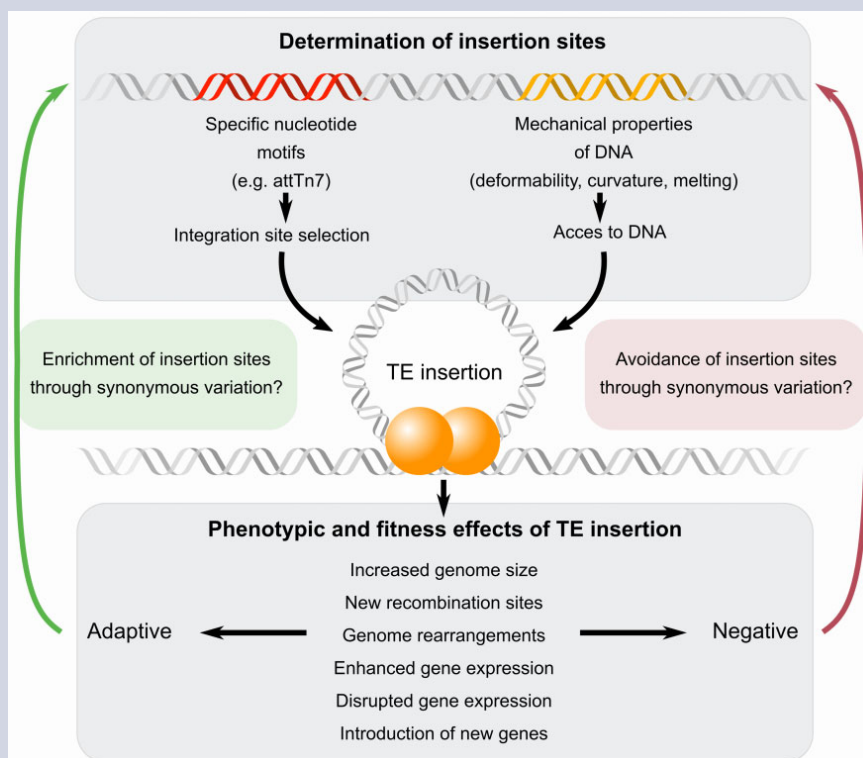 Determination of insertion sites
Specific nucleotide
motifs
(e.g. attTn7)
Integration site selection
Mechanical properties
of DNA
(deformability, curvature, melting)
Acces to DNA
Enrichment of insertion sites
through synonymous variation?
TE insertion
Avoidance of insertion sites
through synonymous variation?
Phenotypic and fitness effects of TE insertion
Increased genome size
New recombination sites
Genome rearrangements
Enhanced gene expression
Disrupted gene expression
Introduction of new genes
Adaptive
Negative